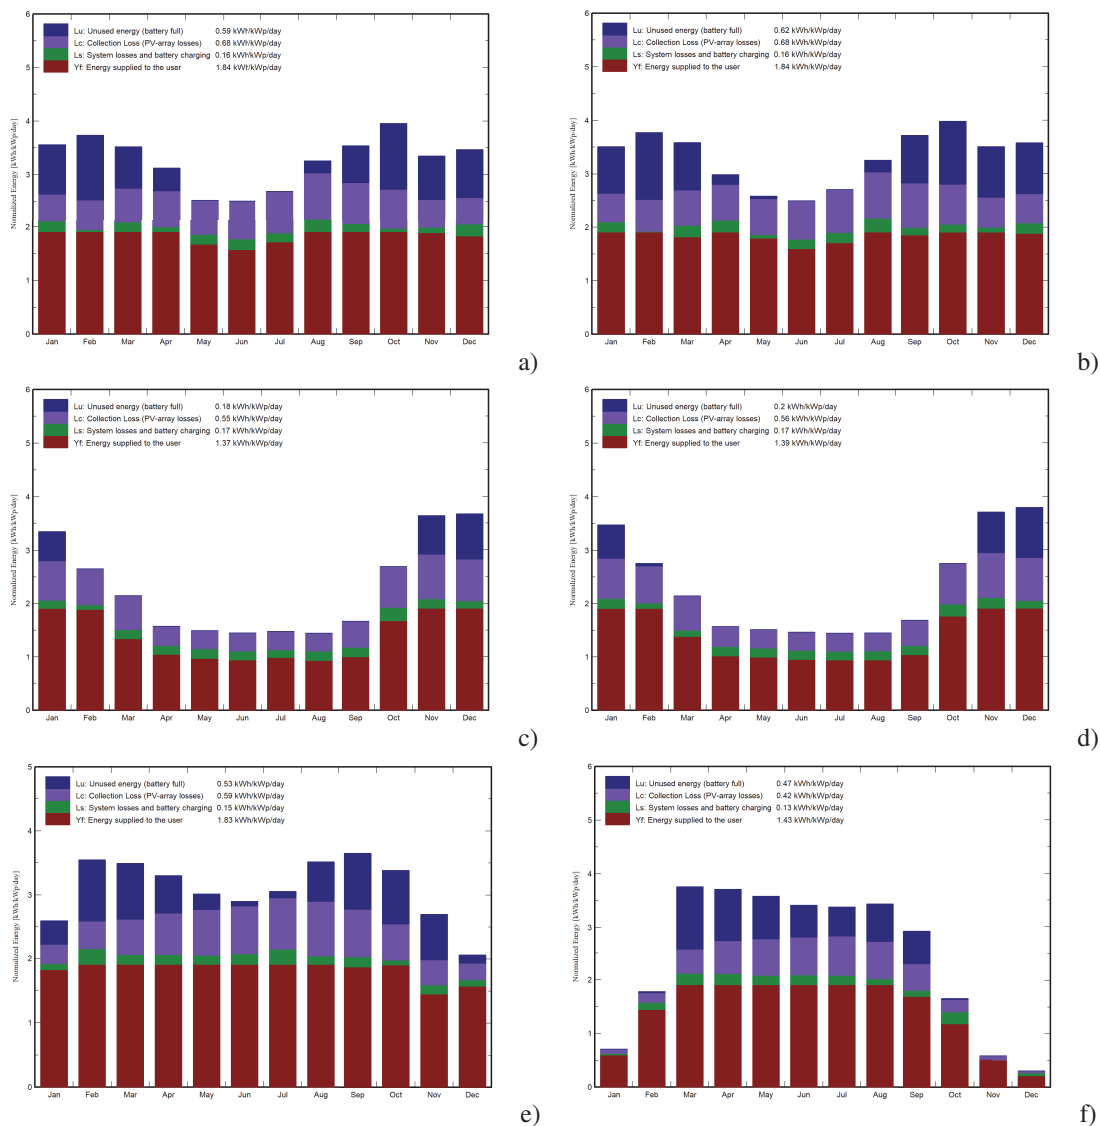 Lu: Unused energy (battery full) 0.59 kWh/kWp/day
Lc: Collection Loss (PV-array losses) 0.68 kWh/kWp/day
Ls: System losses and battery charging 0.16 kWh/kWp/day
Yf: Energy supplied to the user 1.84 kWh/kWp/day
Normalized Energy [kWh/kWp/day]
6
5
4
3
2
1
0
Jan Feb Mar Apr May Jun Jul Aug Sep Oct Nov Dec
a)
Lu: Unused energy (battery full) 0.62 kWh/kWp/day
Lc: Collection Loss (PV-array losses) 0.68 kWh/kWp/day
Ls: System losses and battery charging 0.16 kWh/kWp/day
Yf: Energy supplied to the user 1.84 kWh/kWp/day
Normalized Energy [kWh/kWp/day]
6
5
4
3
2
1
0
Jan Feb Mar Apr May Jun Jul Aug Sep Oct Nov Dec
b)
Lu: Unused energy (battery full) 0.18 kWh/kWp/day
Lc: Collection Loss (PV-array losses) 0.55 kWh/kWp/day
Ls: System losses and battery charging 0.17 kWh/kWp/day
Yf: Energy supplied to the user 1.37 kWh/kWp/day
Normalized Energy [kWh/kWp/day]
6
5
4
3
2
1
0
Jan Feb Mar Apr May Jun Jul Aug Sep Oct Nov Dec
c)
Lu: Unused energy (battery full) 0.2 kWh/kWp/day
Lc: Collection Loss (PV-array losses) 0.56 kWh/kWp/day
Ls: System losses and battery charging 0.17 kWh/kWp/day
Yf: Energy supplied to the user 1.39 kWh/kWp/day
Normalized Energy [kWh/kWp/day]
6
5
4
3
2
1
0
Jan Feb Mar Apr May Jun Jul Aug Sep Oct Nov Dec
d)
Lu: Unused energy (battery full) 0.53 kWh/kWp/day
Lc: Collection Loss (PV-array losses) 0.59 kWh/kWp/day
Ls: System losses and battery charging 0.15 kWh/kWp/day
Yf: Energy supplied to the user 1.83 kWh/kWp/day
Normalized Energy [kWh/kWp/day]
5
4
3
2
1
0
Jan Feb Mar Apr May Jun Jul Aug Sep Oct Nov Dec
e)
Lu: Unused energy (battery full) 0.47 kWh/kWp/day
Lc: Collection Loss (PV-array losses) 0.42 kWh/kWp/day
Ls: System losses and battery charging 0.13 kWh/kWp/day
Yf: Energy supplied to the user 1.43 kWh/kWp/day
Normalized Energy [kWh/kWp/day]
6
5
4
3
2
1
0
Jan Feb Mar Apr May Jun Jul Aug Sep Oct Nov Dec
f)